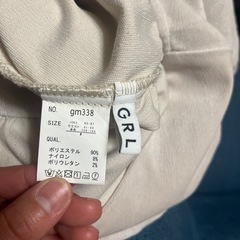 NO. gm338
SIZE
F
QUAL.
ポリエステル 90%
ナイロン 8%
ポリウレタン 2%
GRL